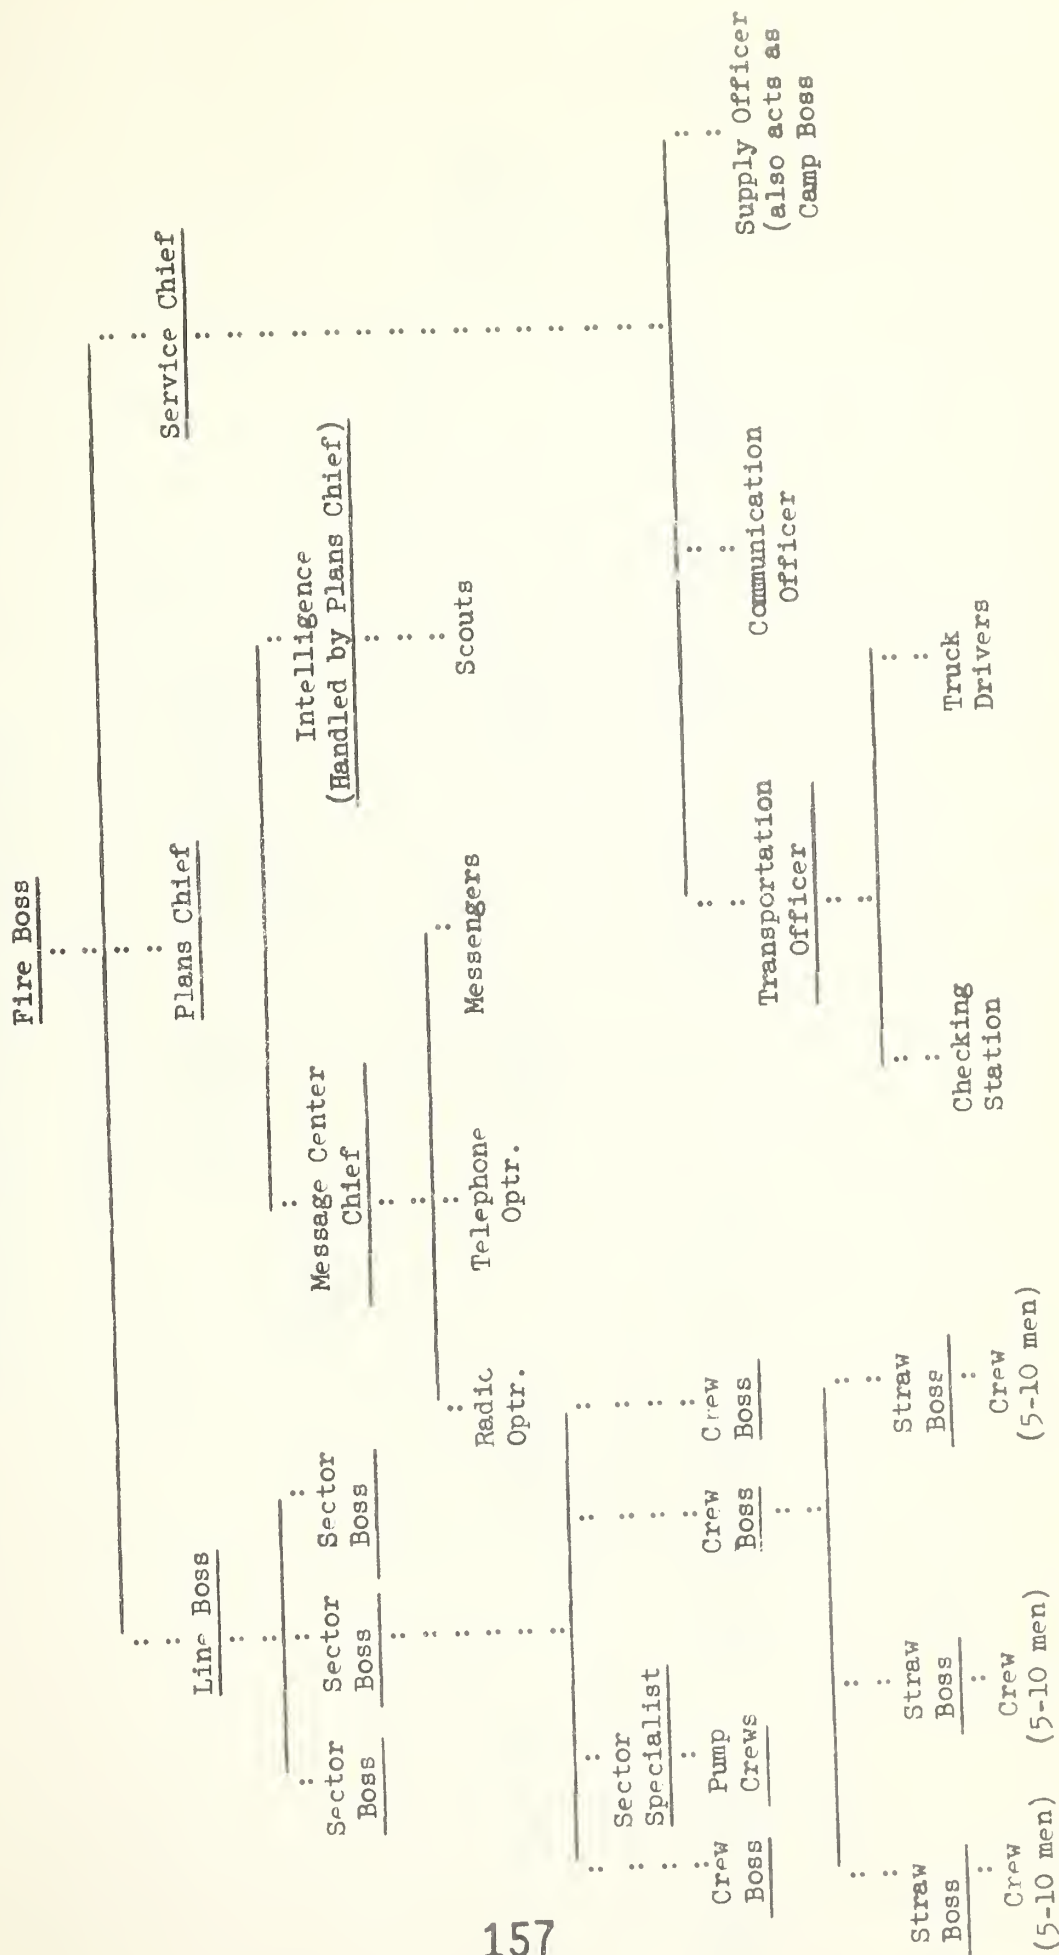 Fire Boss
Line Boss
Plans Chief
Service Chief
Sector
Boss
Sector
Boss
Sector
Boss
Message Center
Chief
Intelligence
(Handled by Plans Chief)
Radio
Optr.
Telephone
Optr.
Messengers
Scouts
Crew
Boss
Sector
Specialist
Pump
Crews
Crew
Boss
Crew
Boss
Transportation
Officer
Communication
Officer
Supply Officer
(also acts as
Camp Boss
Straw
Boss
Crew
(5-10 men)
Straw
Boss
Crew
(5-10 men)
Straw
Boss
Crew
(5-10 men)
Checking
Station
Truck
Drivers
157